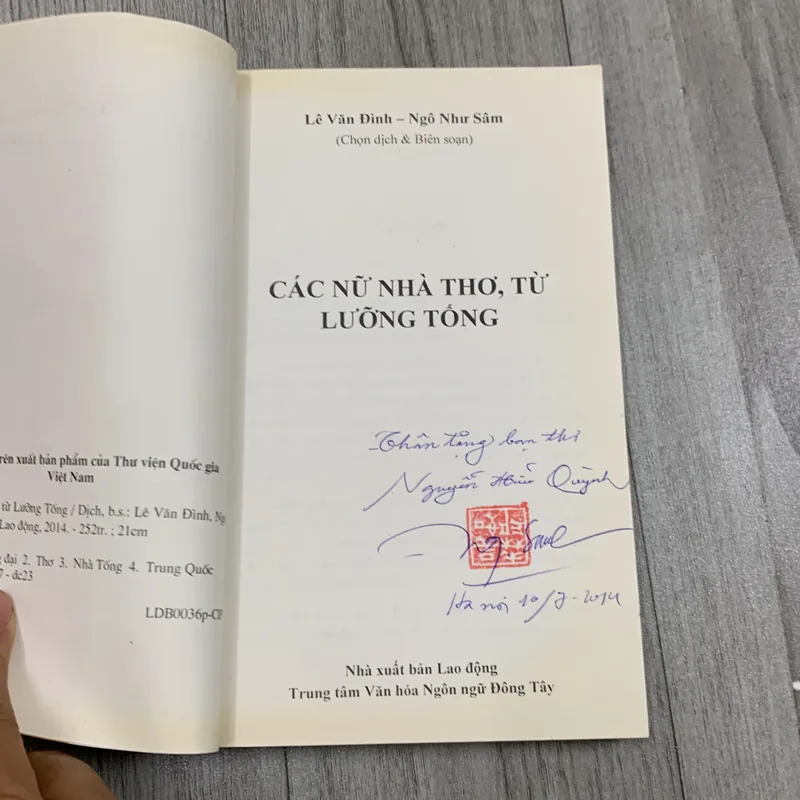 rên xuất bản phẩm của Thư viện Quốc gia
Việt Nam
từ Lưỡng Tống / Dịch, b.s.: Lê Văn Đình, Ng
Lao động, 2014. - 252tr. ; 21cm
đại 2. Thơ 3. Nhà Tống 4. Trung Quốc
7 - dc23
LDB0036p-CI
Lê Văn Đình – Ngô Như Sâm
(Chọn dịch & Biên soạn)
CÁC NỮ NHÀ THƠ, TỪ
LƯỠNG TỐNG
Thân tặng bạn thơ
Nguyễn Hữu Quỳnh
Hà nội 10/7-2014
Nhà xuất bản Lao động
Trung tâm Văn hóa Ngôn ngữ Đông Tây